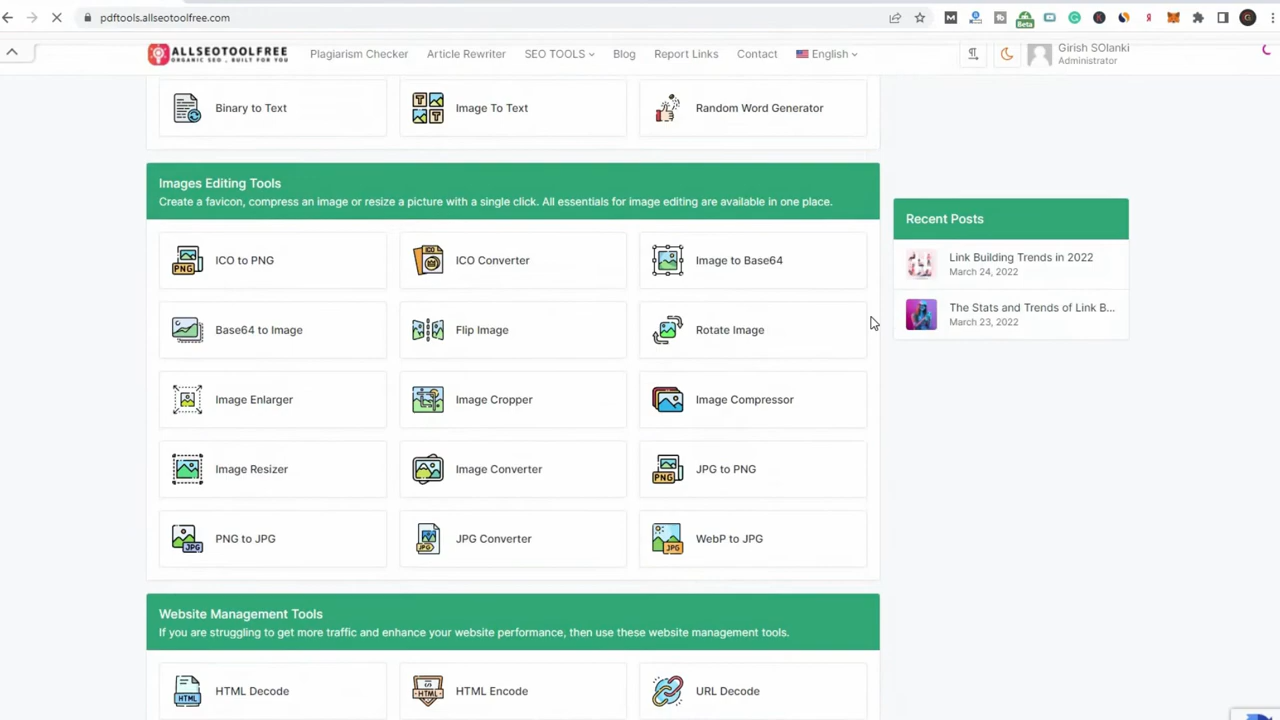 pdftools.allseotoolfree.com
ALLSEOTOOLFREE
ORGANIC SEO . BUILT FOR YOU
Plagiarism Checker
Article Rewriter
SEO TOOLS
Blog
Report Links
Contact
English
Girish SOlanki
Administrator
Beta
Binary to Text
Image To Text
Random Word Generator
Images Editing Tools
Create a favicon, compress an image or resize a picture with a single click. All essentials for image editing are available in one place.
ICO to PNG
ICO Converter
Image to Base64
Base64 to Image
Flip Image
Rotate Image
Image Enlarger
Image Cropper
Image Compressor
Image Resizer
Image Converter
JPG to PNG
PNG to JPG
JPG Converter
WebP to JPG
Recent Posts
Link Building Trends in 2022
March 24, 2022
The Stats and Trends of Link B...
March 23, 2022
Website Management Tools
If you are struggling to get more traffic and enhance your website performance, then use these website management tools.
HTML Decode
HTML Encode
URL Decode